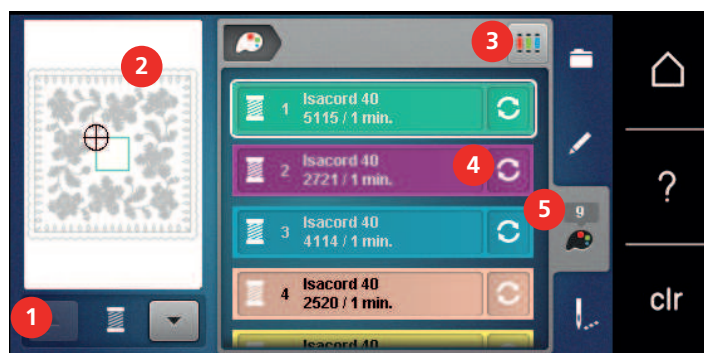 2
3
1 Isacord 40
5115 / 1 min.
2 Isacord 40
2721 / 1 min.
4
5
9
3 Isacord 40
4114 / 1 min.
?
4 Isacord 40
2520 / 1 min.
1
clr
Isacord 40